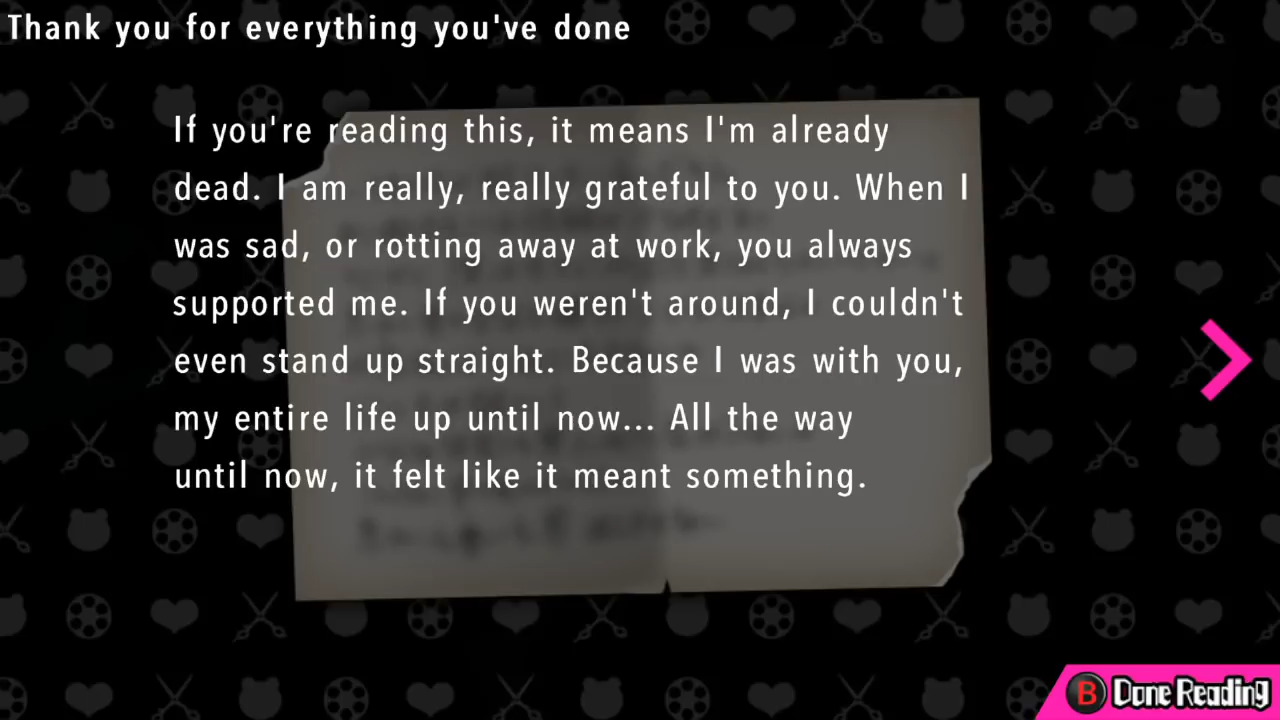 Thank you for everything you've done
If you're reading this, it means I'm already
dead. I am really, really grateful to you. When I
was sad, or rotting away at work, you always
supported me. If you weren't around, I couldn't
even stand up straight. Because I was with you,
my entire life up until now... All the way
until now, it felt like it meant something.
B Done Reading